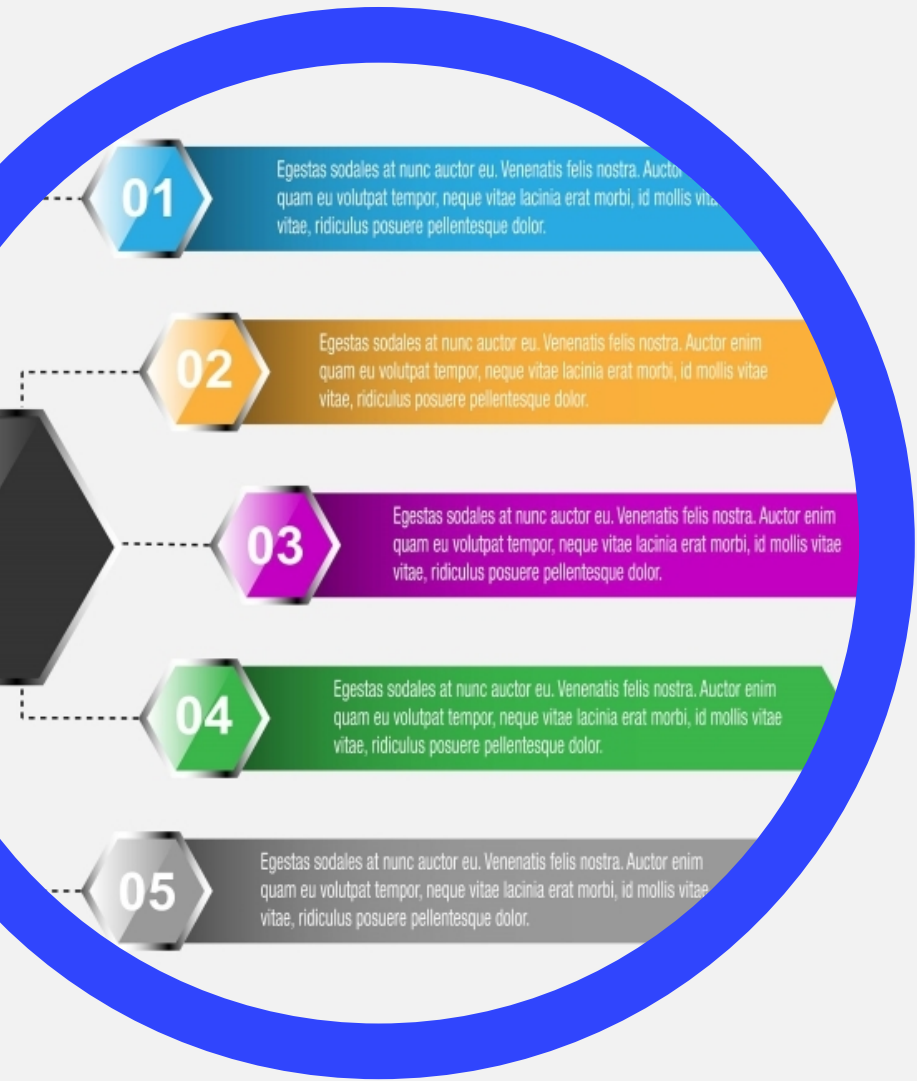 01
Egestas sodales at nunc auctor eu. Venenatis felis nostra. Auctor
quam eu volutpat tempor, neque vitae lacinia erat morbi, id mollis
vitae, ridiculus posuere pellentesque dolor.
02
Egestas sodales at nunc auctor eu. Venenatis felis nostra. Auctor enim
quam eu volutpat tempor, neque vitae lacinia erat morbi, id mollis vitae
vitae, ridiculus posuere pellentesque dolor.
03
Egestas sodales at nunc auctor eu. Venenatis felis nostra. Auctor enim
quam eu volutpat tempor, neque vitae lacinia erat morbi, id mollis vitae
vitae, ridiculus posuere pellentesque dolor.
04
Egestas sodales at nunc auctor eu. Venenatis felis nostra. Auctor enim
quam eu volutpat tempor, neque vitae lacinia erat morbi, id mollis vitae
vitae, ridiculus posuere pellentesque dolor.
05
Egestas sodales at nunc auctor eu. Venenatis felis nostra. Auctor enim
quam eu volutpat tempor, neque vitae lacinia erat morbi, id mollis vitae
vitae, ridiculus posuere pellentesque dolor.